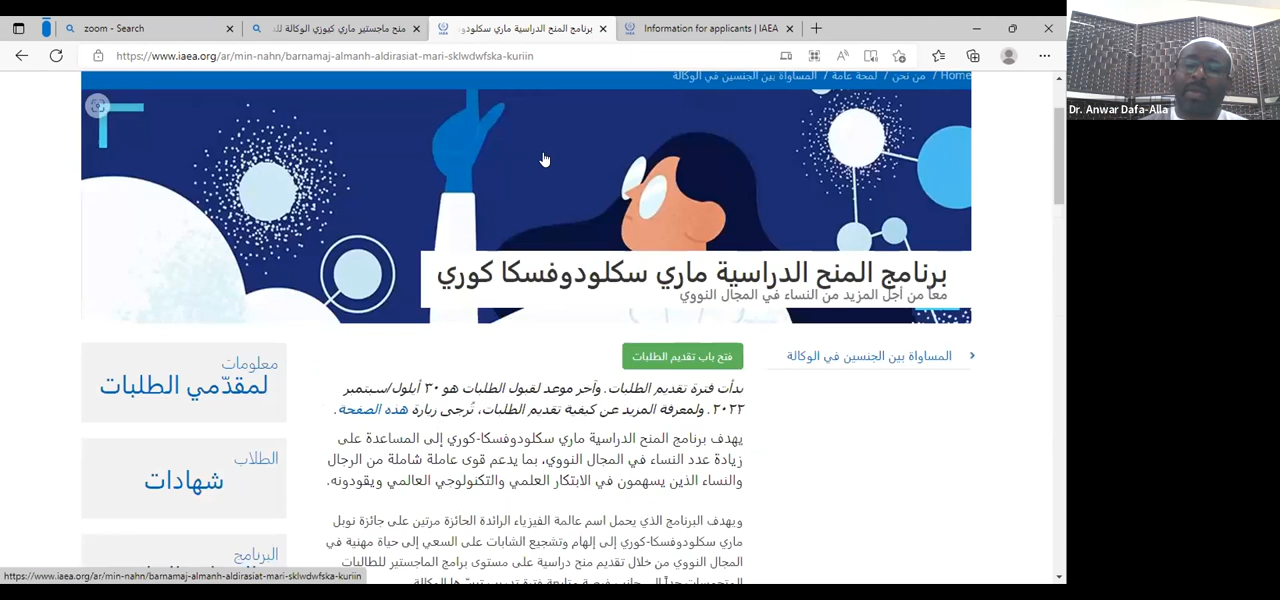 zoom - Search
منح ماجستير ماري كيوري الوكالة للـ
برنامج المنح الدراسية ماري سكلودو
Information for applicants | IAEA
https://www.iaea.org/ar/min-nahn/barnamaj-almanh-aldirasiat-mari-sklwdwfska-kuriin
Dr. Anwar Dafa-Alla
Home / من نحن / لمحة عامة / المساواة بين الجنسين في الوكالة
برنامج المنح الدراسية ماري سكلودوفسكا كوري
معاً من أجل المزيد من النساء في المجال النووي
المساواة بين الجنسين في الوكالة
فتح باب تقديم الطلبات
بدأت فترة تقديم الطلبات. وآخر موعد لقبول الطلبات هو ٣٠ أيلول/سبتمبر
٢٠٢٢. ولمعرفة المزيد عن كيفية تقديم الطلبات، تُرجى زيارة هذه الصفحة.
يهدف برنامج المنح الدراسية ماري سكلودوفسكا-كوري إلى المساعدة على
زيادة عدد النساء في المجال النووي، بما يدعم قوى عاملة شاملة من الرجال
والنساء الذين يسهمون في الابتكار العلمي والتكنولوجي العالمي ويقودونه.
ويهدف البرنامج الذي يحمل اسم عالمة الفيزياء الرائدة الحائزة مرتين على جائزة نوبل
ماري سكلودوفسكا-كوري إلى إلهام وتشجيع الشابات على السعي إلى حياة مهنية في
المجال النووي من خلال تقديم منح دراسية على مستوى برامج الماجستير للطالبات
معلومات
لمقدّمي الطلبات
الطلاب
شهادات
البرنامج
https://www.iaea.org/ar/min-nahn/barnamaj-almanh-aldirasiat-mari-sklwdwfska-kuriin